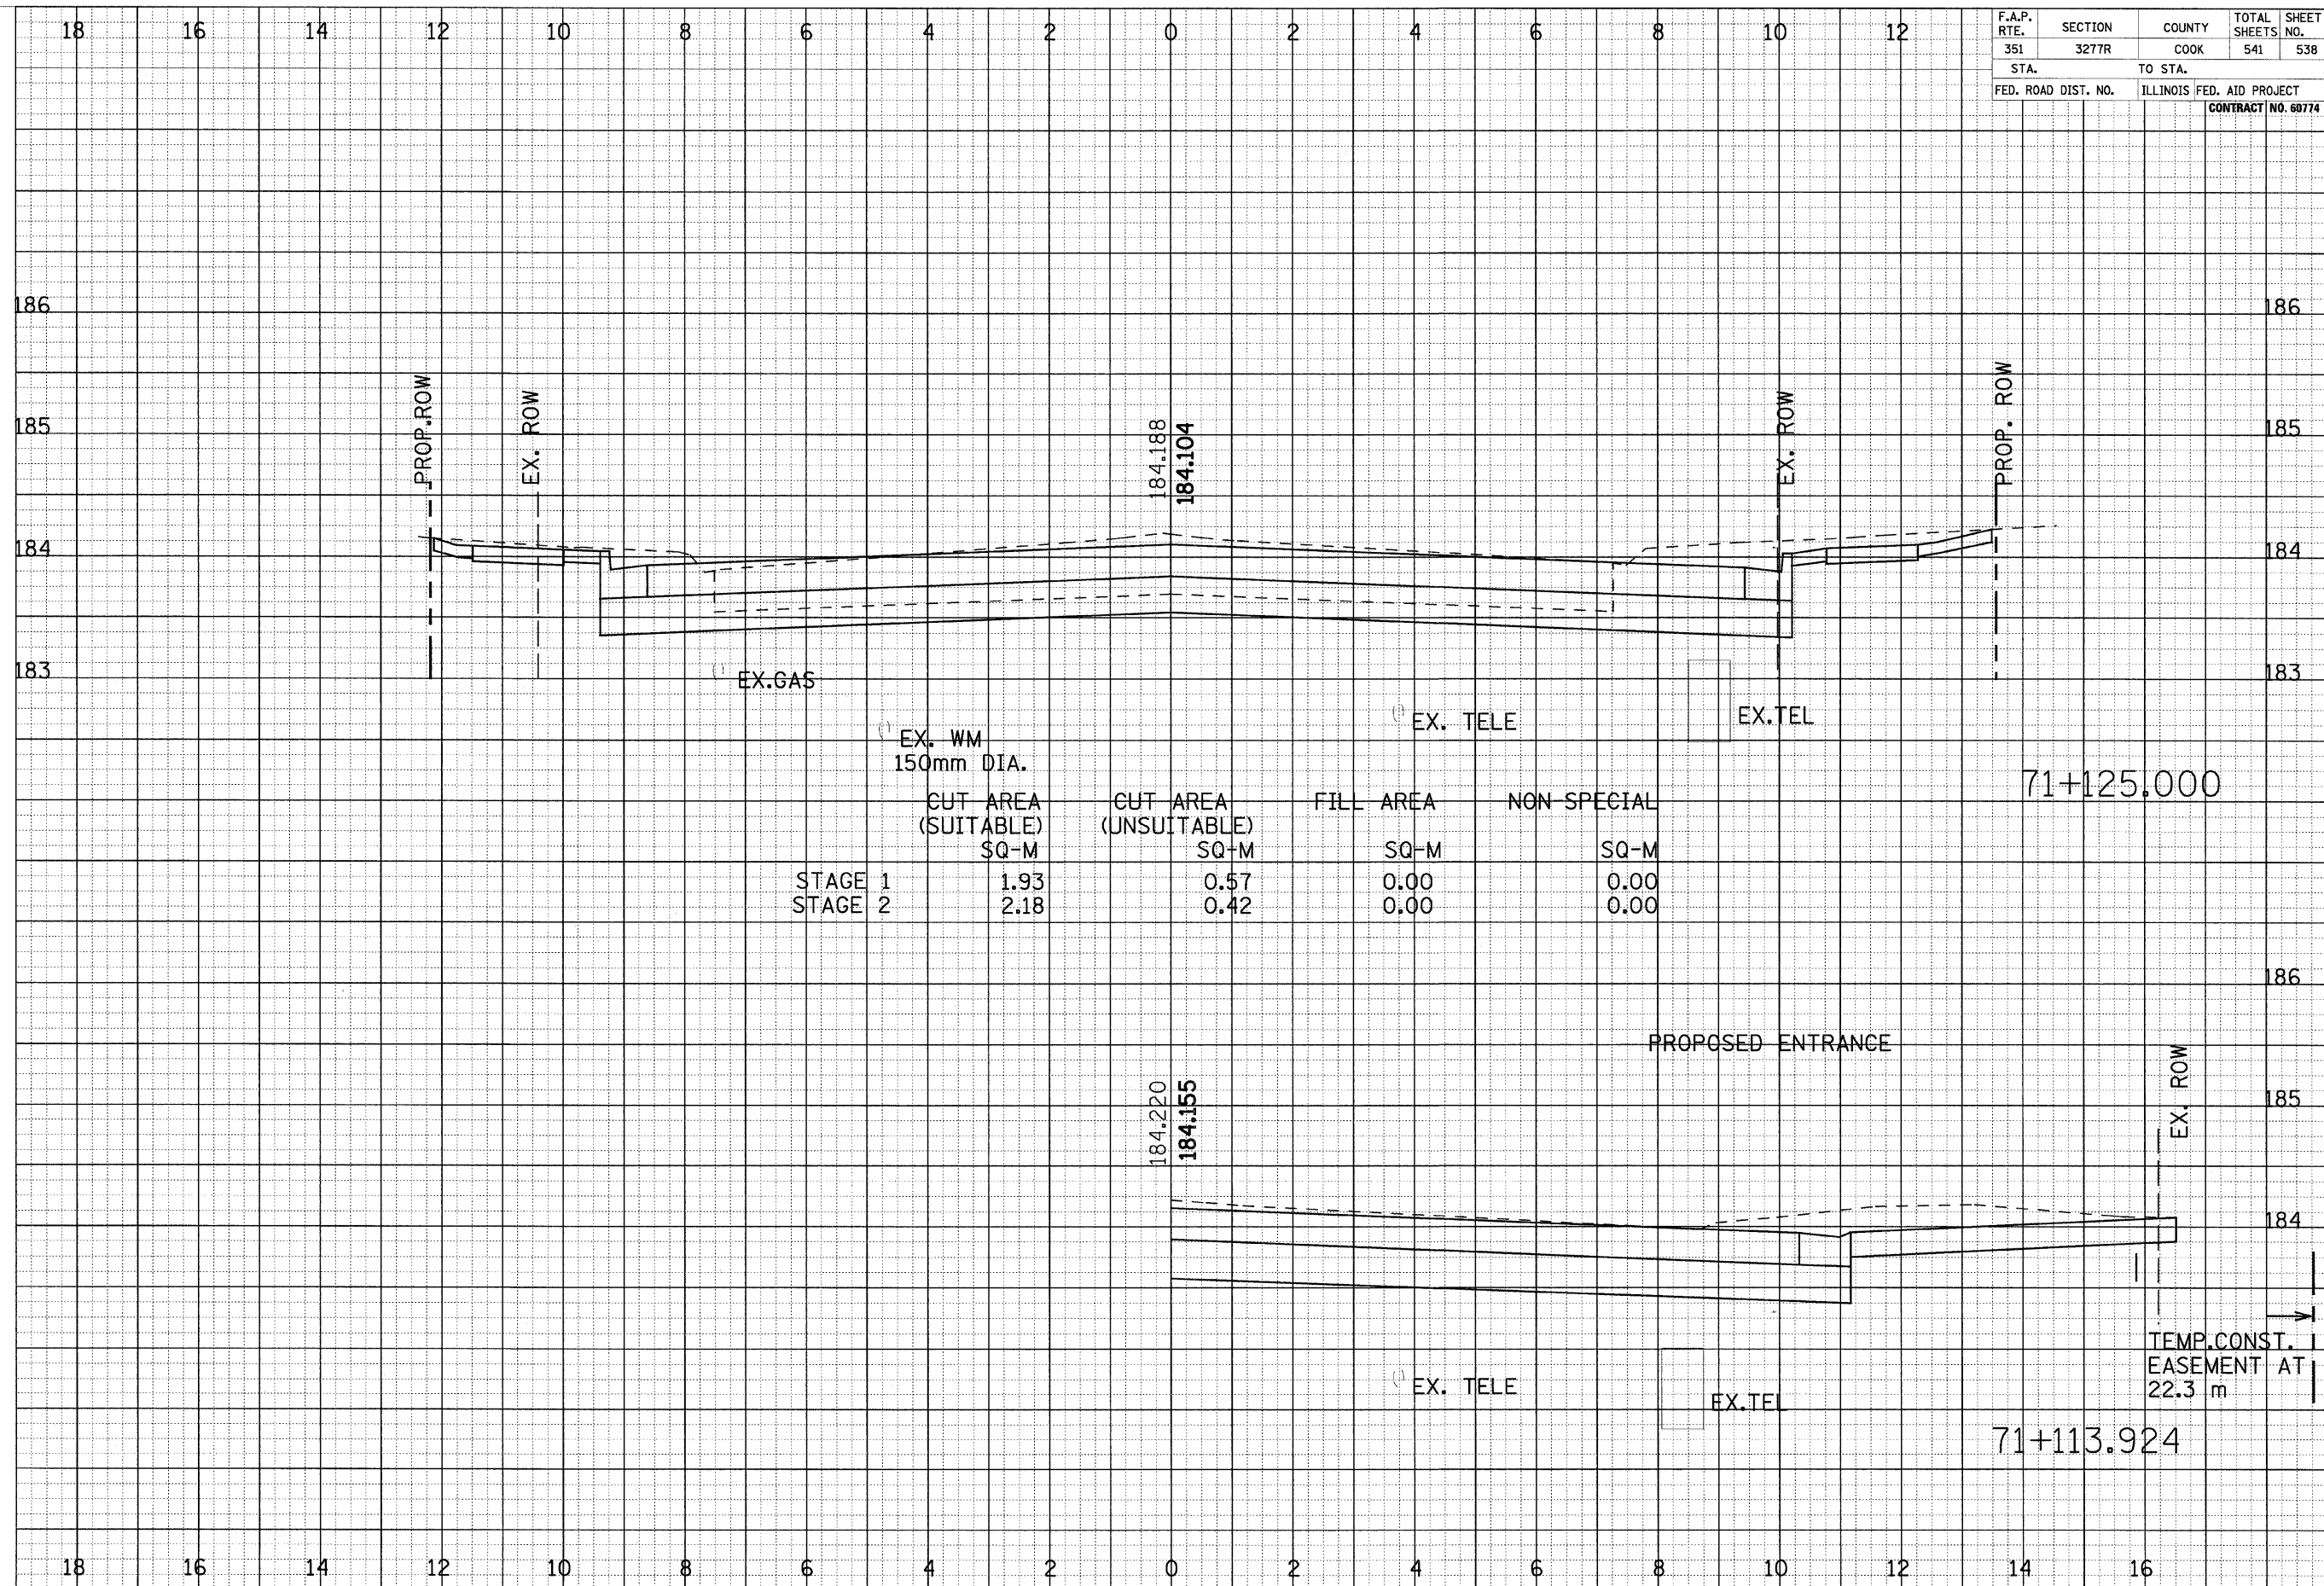 18 16 14 12 10 8 6 4 2 0 2 4 6 8 10 12
F.A.P. RTE. SECTION COUNTY TOTAL SHEETS SHEET NO.
351 3277R COOK 541 538
STA. TO STA.
FED. ROAD DIST. NO. ILLINOIS FED. AID PROJECT
CONTRACT NO. 60774
186 186
185 185
184 184
183 183
PROP.ROW
EX. ROW
184.188
184.104
EX. ROW
PROP. ROW
EX.GAS
EX. WM
150mm DIA.
EX. TELE
EX.TEL
71+125.000
CUT AREA CUT AREA FILL AREA NON SPECIAL
(SUITABLE) (UNSUITABLE)
SQ-M SQ-M SQ-M SQ-M
STAGE 1 1.93 0.57 0.00 0.00
STAGE 2 2.18 0.42 0.00 0.00
186
PROPOSED ENTRANCE
185
184.220
184.155
EX. ROW
184
TEMP.CONST.
EASEMENT AT
22.3 m
EX. TELE
EX.TEL
71+113.924
18 16 14 12 10 8 6 4 2 0 2 4 6 8 10 12 14 16